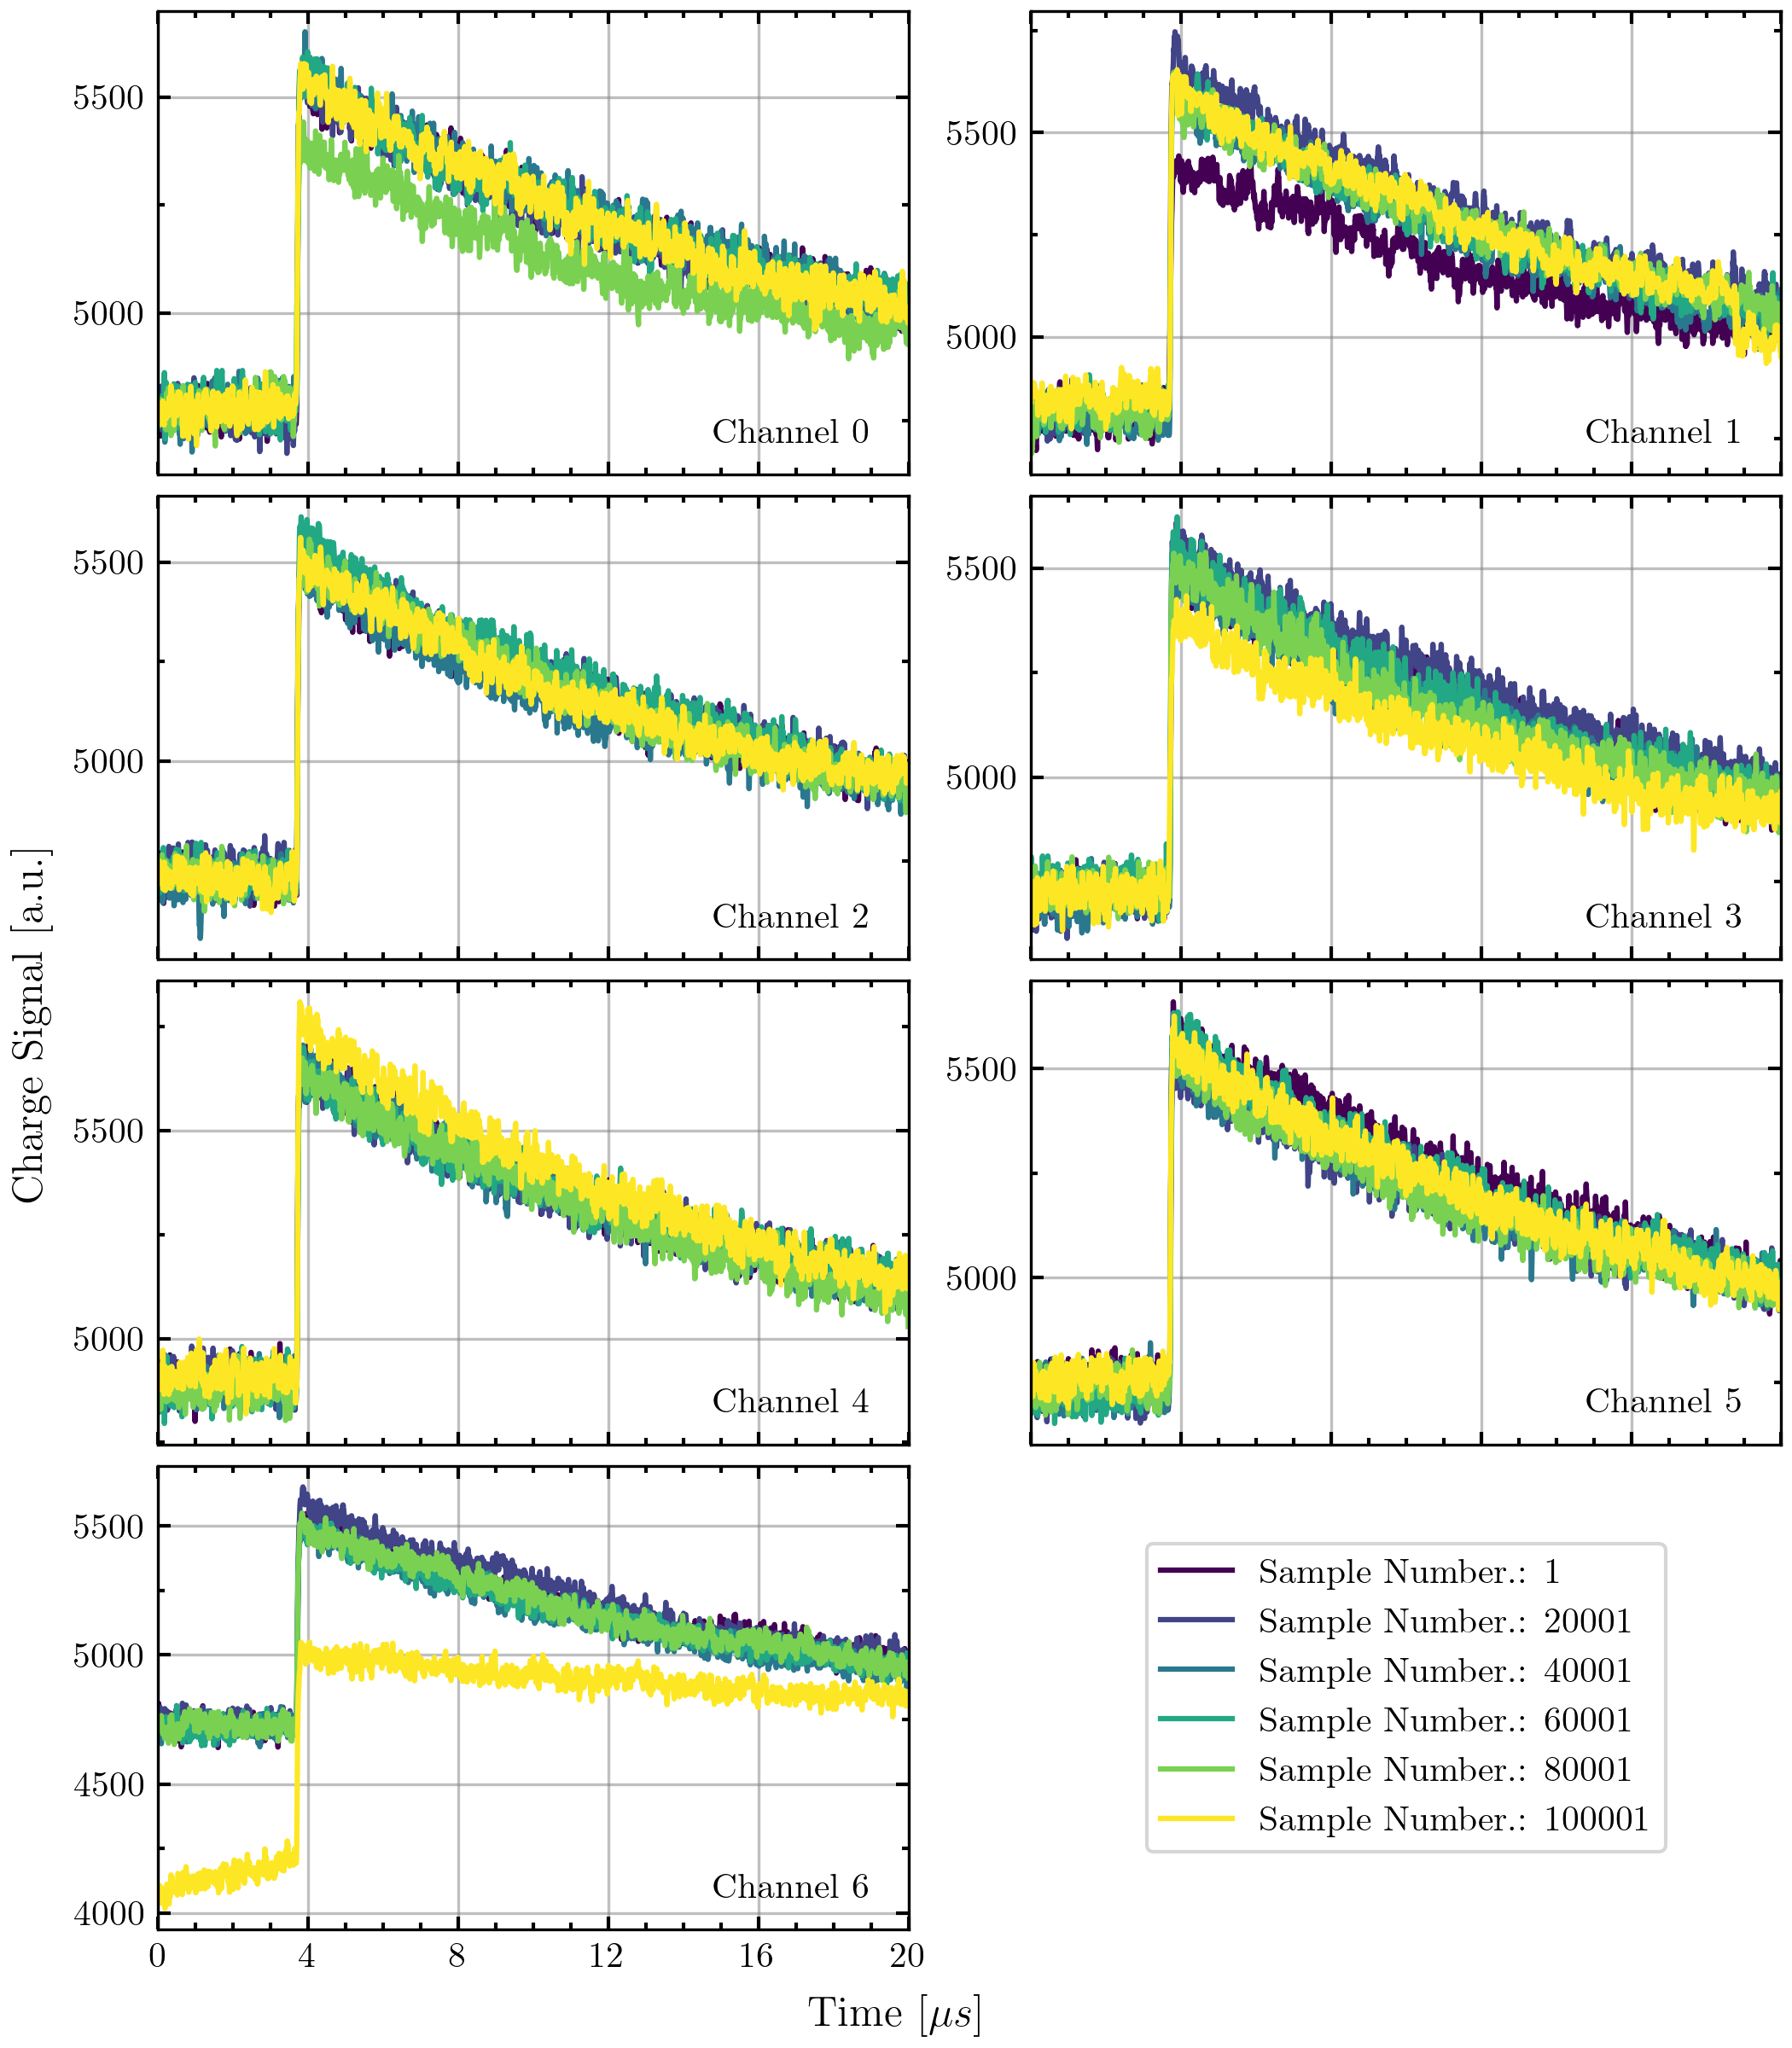 5500
5000
Channel 0
5500
5000
Channel 1
5500
5000
Channel 2
5500
5000
Channel 3
5500
5000
Channel 4
5500
5000
Channel 5
5500
5000
4500
4000
Channel 6
0 4 8 12 16 20
Sample Number.: 1
Sample Number.: 20001
Sample Number.: 40001
Sample Number.: 60001
Sample Number.: 80001
Sample Number.: 100001
Charge Signal [a.u.]
Time [μs]